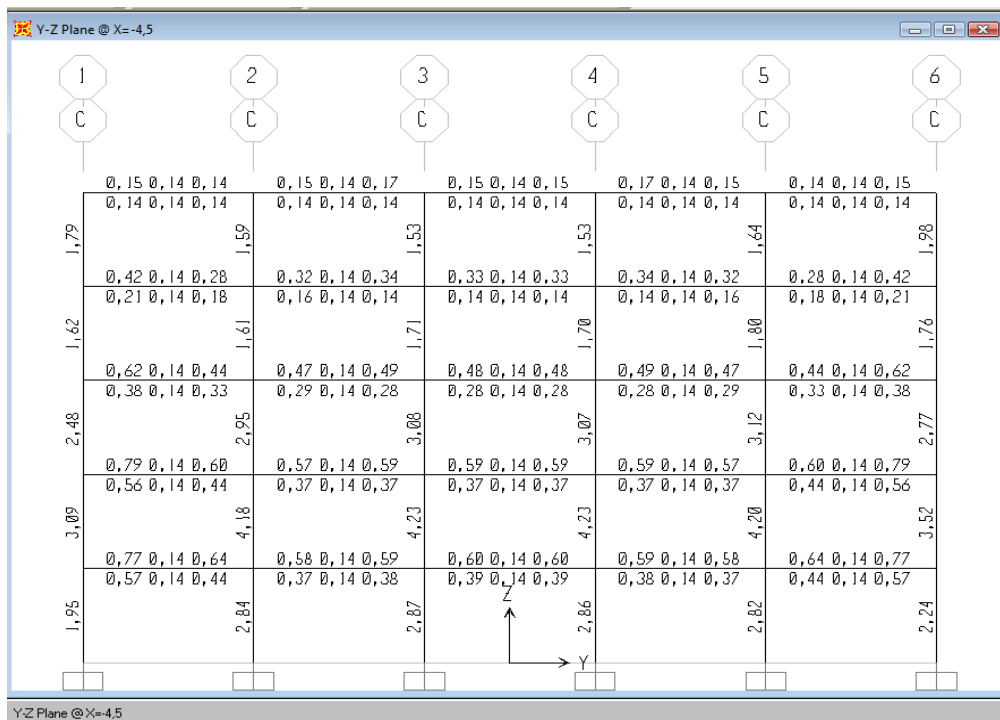 Y-Z Plane @ X=-4,5
1 2 3 4 5 6
C C C C C C
0,15 0,14 0,14 0,15 0,14 0,17 0,15 0,14 0,15 0,17 0,14 0,15 0,14 0,14 0,15
0,14 0,14 0,14 0,14 0,14 0,14 0,14 0,14 0,14 0,14 0,14 0,14 0,14 0,14 0,14
1,79 1,59 1,53 1,53 1,64 1,98
0,42 0,14 0,28 0,32 0,14 0,34 0,33 0,14 0,33 0,34 0,14 0,32 0,28 0,14 0,42
0,21 0,14 0,18 0,16 0,14 0,14 0,14 0,14 0,14 0,14 0,14 0,16 0,18 0,14 0,21
1,62 1,61 1,71 1,70 1,80 1,76
0,62 0,14 0,44 0,47 0,14 0,49 0,48 0,14 0,48 0,49 0,14 0,47 0,44 0,14 0,62
0,38 0,14 0,33 0,29 0,14 0,28 0,28 0,14 0,28 0,28 0,14 0,29 0,33 0,14 0,38
2,48 2,95 3,08 3,07 3,12 2,77
0,79 0,14 0,60 0,57 0,14 0,59 0,59 0,14 0,59 0,59 0,14 0,57 0,60 0,14 0,79
0,56 0,14 0,44 0,37 0,14 0,37 0,37 0,14 0,37 0,37 0,14 0,37 0,44 0,14 0,56
3,09 4,18 4,23 4,23 4,20 3,52
0,77 0,14 0,64 0,58 0,14 0,59 0,60 0,14 0,60 0,59 0,14 0,58 0,64 0,14 0,77
0,57 0,14 0,44 0,37 0,14 0,38 0,39 0,14 0,39 0,38 0,14 0,37 0,44 0,14 0,57
Z
1,95 2,84 2,87 2,86 2,82 2,24
Y
Y-Z Plane @ X=-4,5